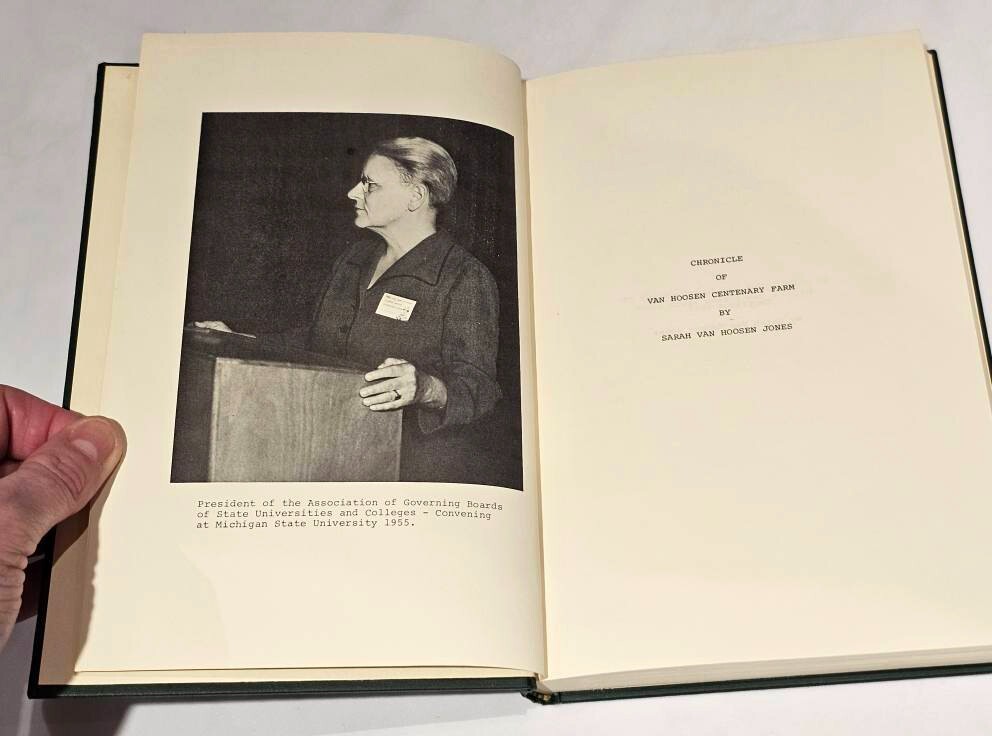 President of the Association of Governing Boards
of State Universities and Colleges - Convening
at Michigan State University 1955.
CHRONICLE
OF
VAN HOOSEN CENTENARY FARM
BY
SARAH VAN HOOSEN JONES